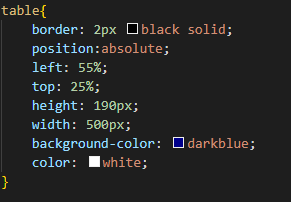 table{
border: 2px black solid;
position:absolute;
left: 55%;
top: 25%;
height: 190px;
width: 500px;
background-color: darkblue;
color: white;
}